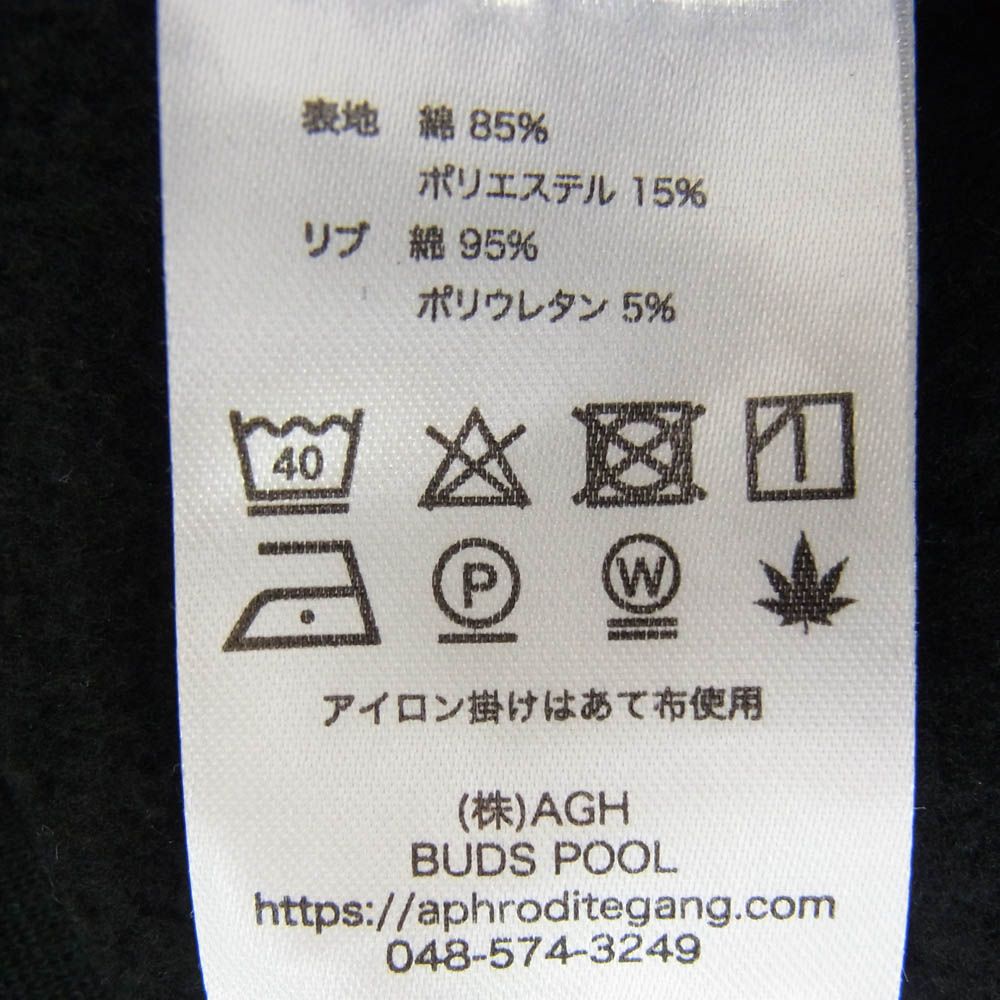 表地 綿 85%
ポリエステル 15%
リブ 綿 95%
ポリウレタン 5%
40
P W
アイロン掛けはあて布使用
(株)AGH
BUDS POOL
https://aphroditegang.com
048-574-3249